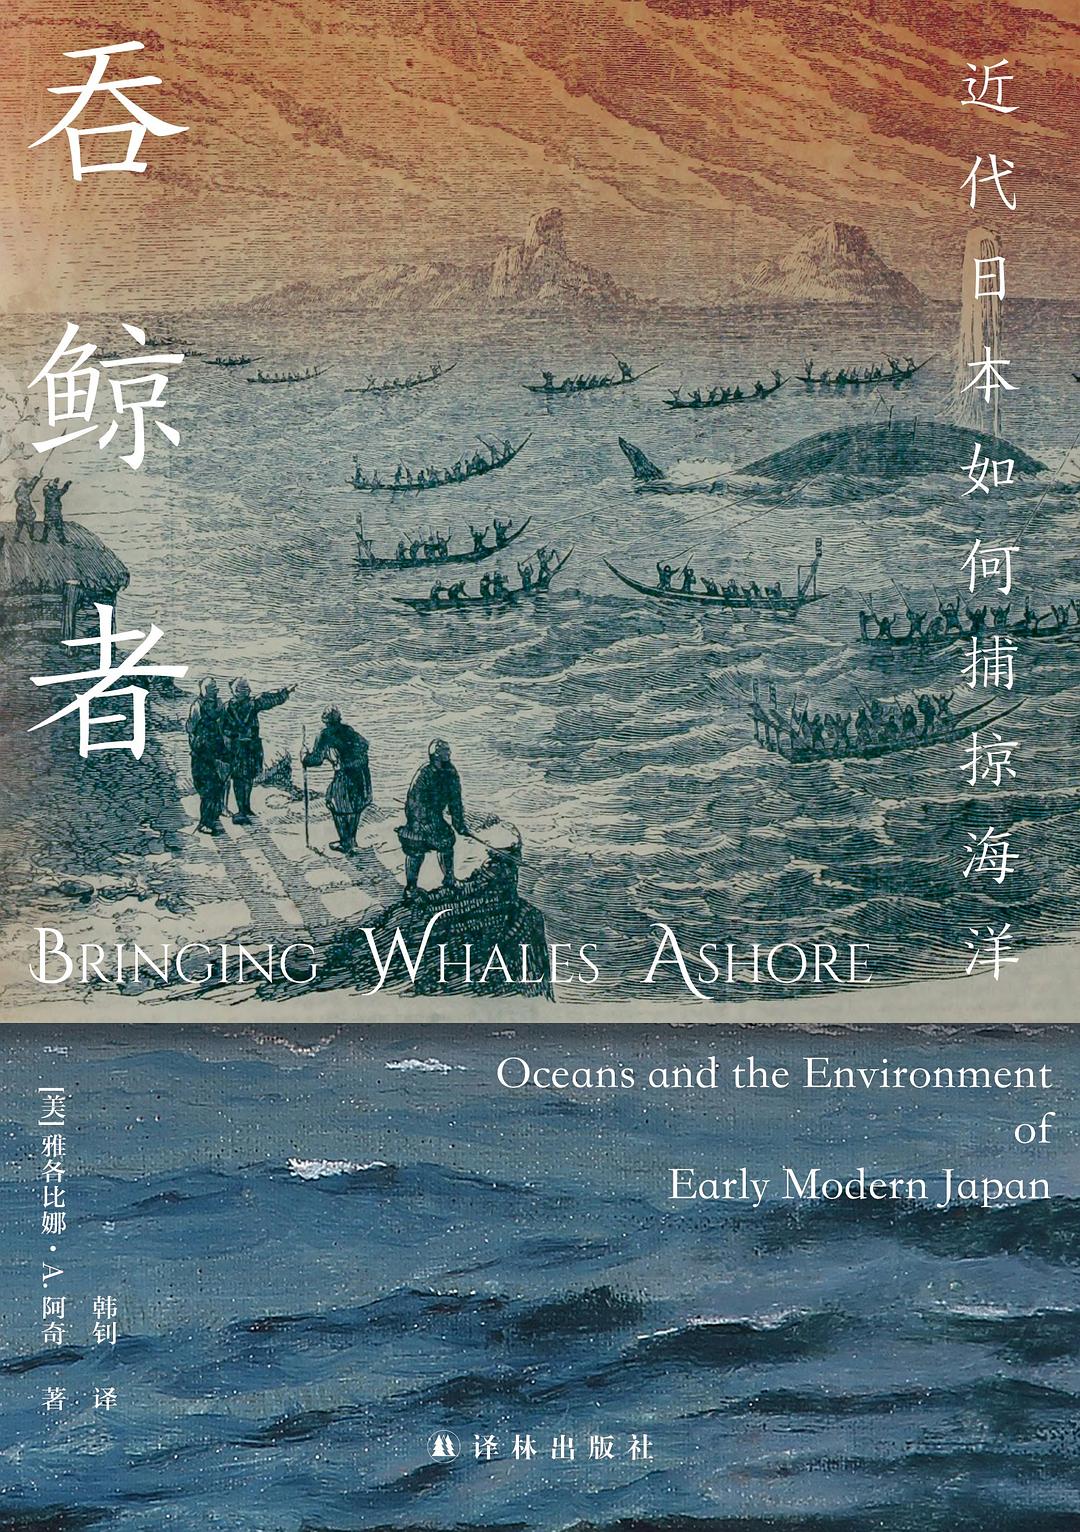 吞鲸者
近代日本如何捕掠海洋
BRINGING WHALES ASHORE
Oceans and the Environment
of
Early Modern Japan
[美]雅各比娜·A.阿奇 著
韩钊 译
译林出版社